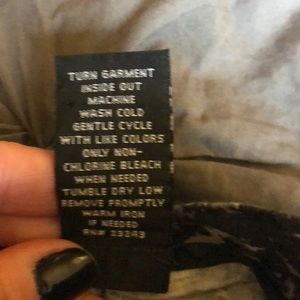 TURN GARMENT
INSIDE OUT
MACHINE
WASH COLD
GENTLE CYCLE
WITH LIKE COLORS
ONLY NON-
CHLORINE BLEACH
WHEN NEEDED
TUMBLE DRY LOW
REMOVE PROMPTLY
WARM IRON
IF NEEDED
RN#